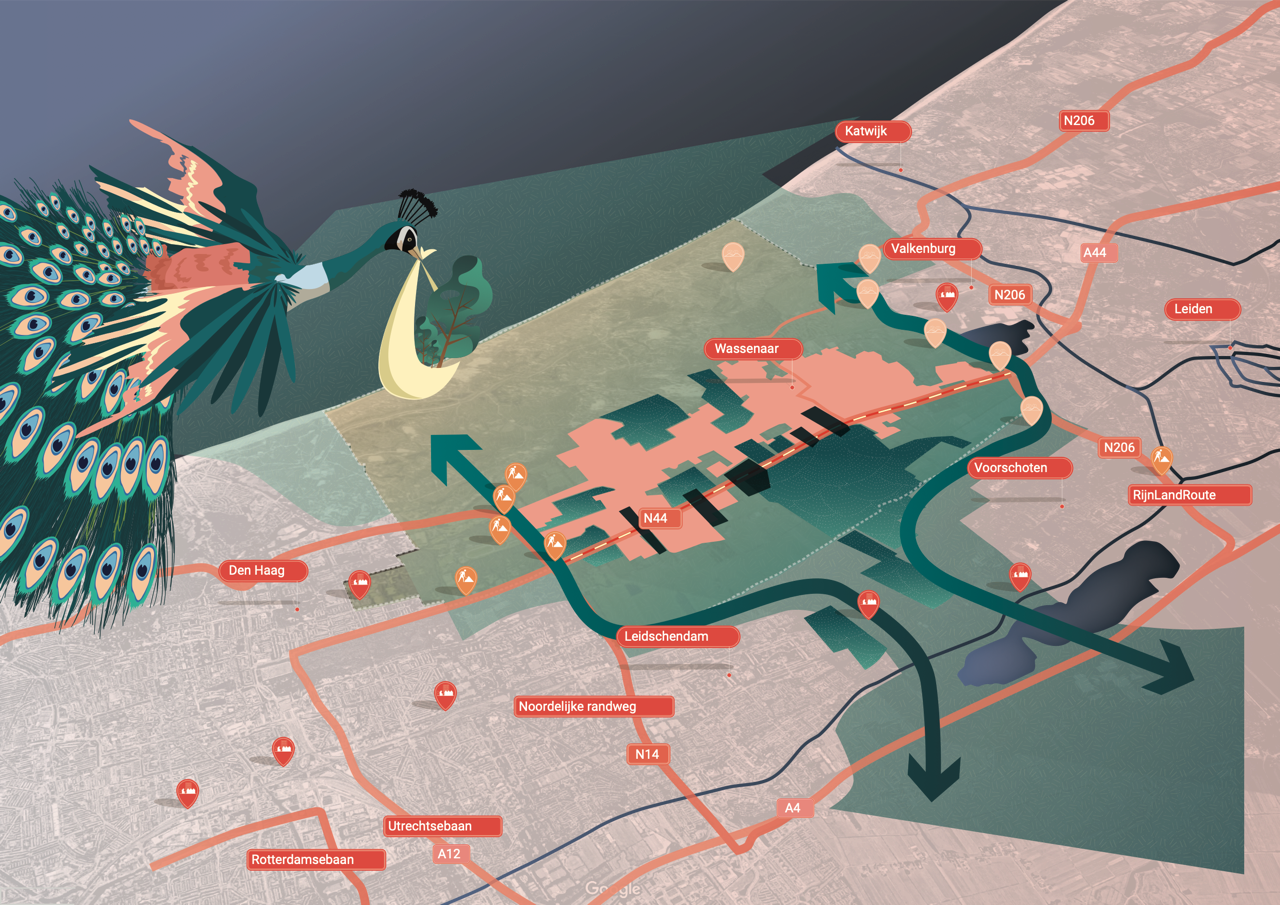 Katwijk
N206
Valkenburg
A44
N206
Leiden
Wassenaar
N206
Voorschoten
RijnLandRoute
N44
Den Haag
Leidschendam
Noordelijke randweg
N14
A4
Utrechtsebaan
A12
Rotterdamsebaan
Google